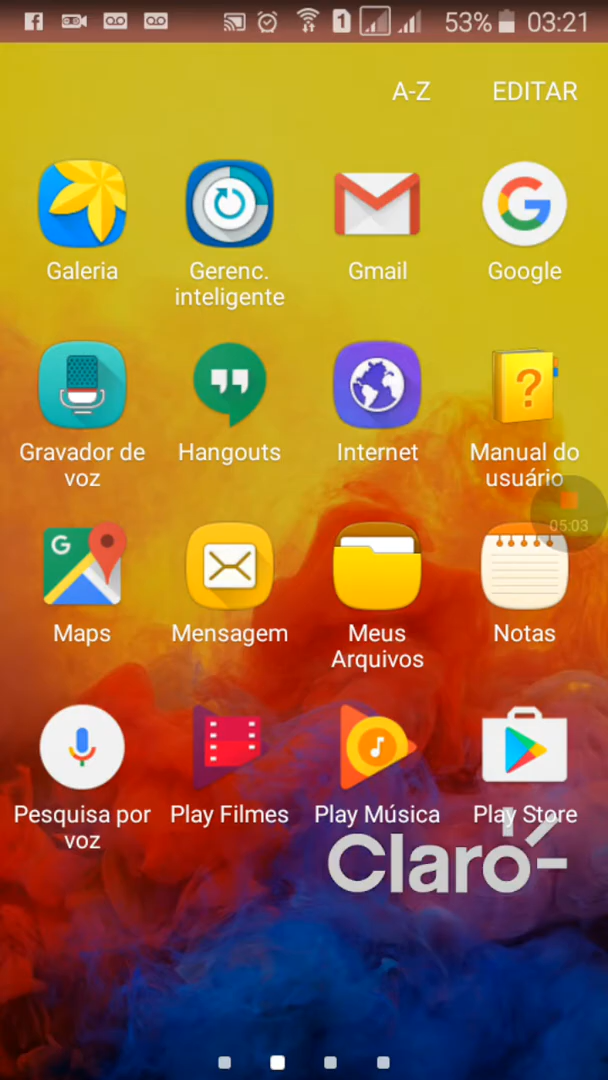 1 53% 03:21
A-Z EDITAR
Galeria Gerenc. Gmail Google
inteligente
Gravador de Hangouts Internet Manual do
voz usuário
05:03
G
Maps Mensagem Meus Notas
Arquivos
Pesquisa por Play Filmes Play Música Play Store
voz
Claro